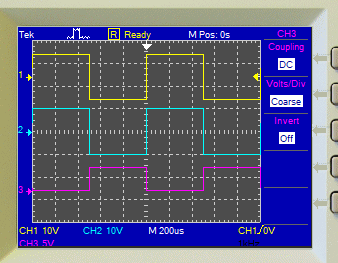 Tek R Ready M Pos: 0s CH3
Coupling
DC
1
Volts/Div
Coarse
Invert
2
Off
3
CH1 10V CH2 10V M 200us CH1/0V
CH3 5V